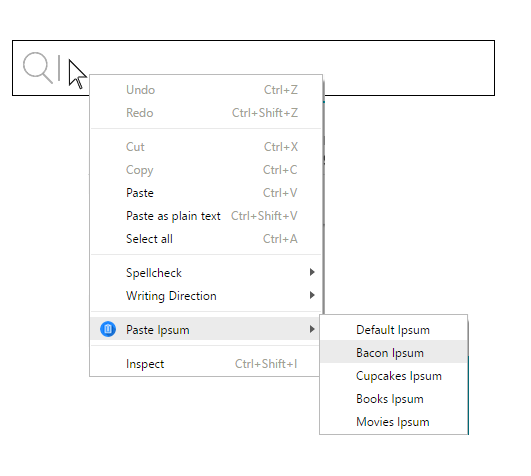 Undo Ctrl+Z
Redo Ctrl+Shift+Z
Cut Ctrl+X
Copy Ctrl+C
Paste Ctrl+V
Paste as plain text Ctrl+Shift+V
Select all Ctrl+A
Spellcheck
Writing Direction
Paste Ipsum
Inspect Ctrl+Shift+I
Default Ipsum
Bacon Ipsum
Cupcakes Ipsum
Books Ipsum
Movies Ipsum